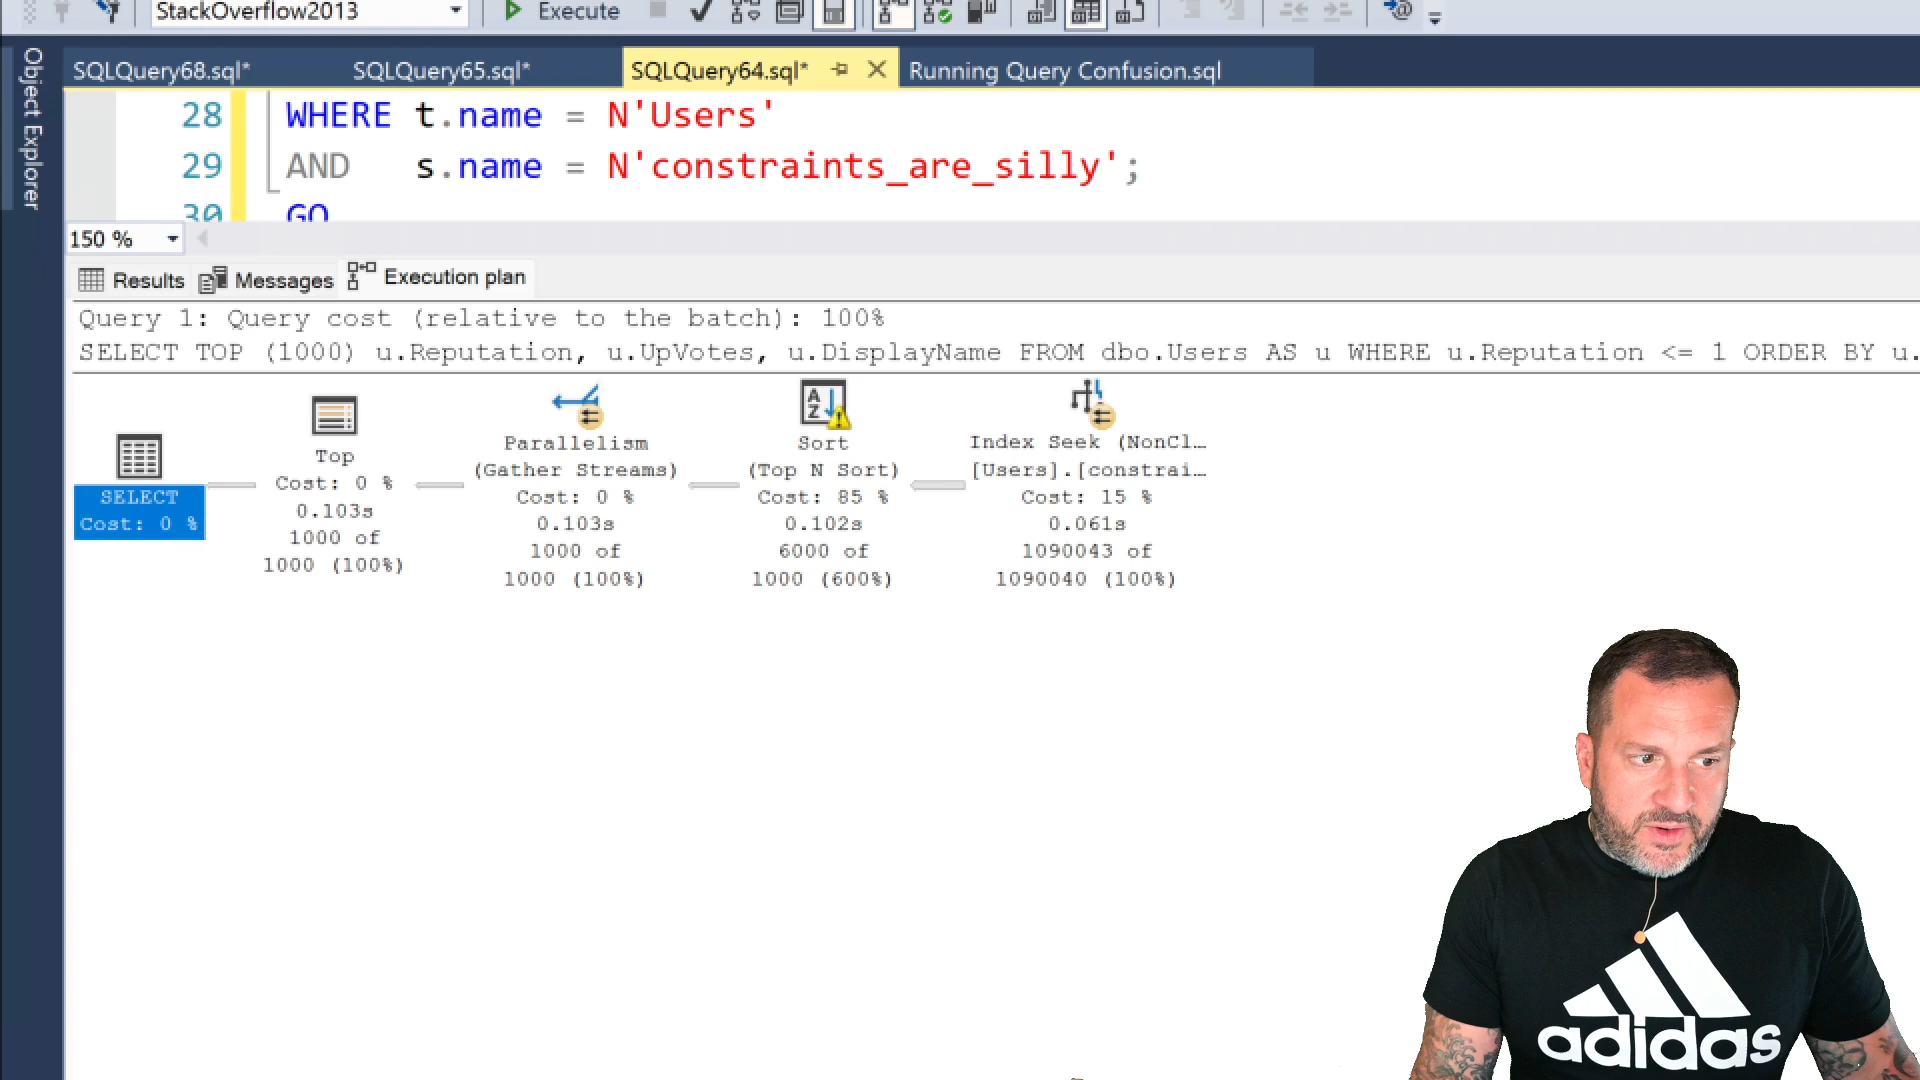 StackOverflow2013
Execute
Object Explorer
SQLQuery68.sql*
SQLQuery65.sql*
SQLQuery64.sql*
Running Query Confusion.sql
28 WHERE t.name = N'Users'
29 AND s.name = N'constraints_are_silly';
30 GO
150 %
Results
Messages
Execution plan
Query 1: Query cost (relative to the batch): 100%
SELECT TOP (1000) u.Reputation, u.UpVotes, u.DisplayName FROM dbo.Users AS u WHERE u.Reputation <= 1 ORDER BY u.
SELECT
Cost: 0 %
Top
Cost: 0 %
0.103s
1000 of
1000 (100%)
Parallelism
(Gather Streams)
Cost: 0 %
0.103s
1000 of
1000 (100%)
Sort
(Top N Sort)
Cost: 85 %
0.102s
6000 of
1000 (600%)
Index Seek (NonCl…
[Users].[constrai…
Cost: 15 %
0.061s
1090043 of
1090040 (100%)
adidas